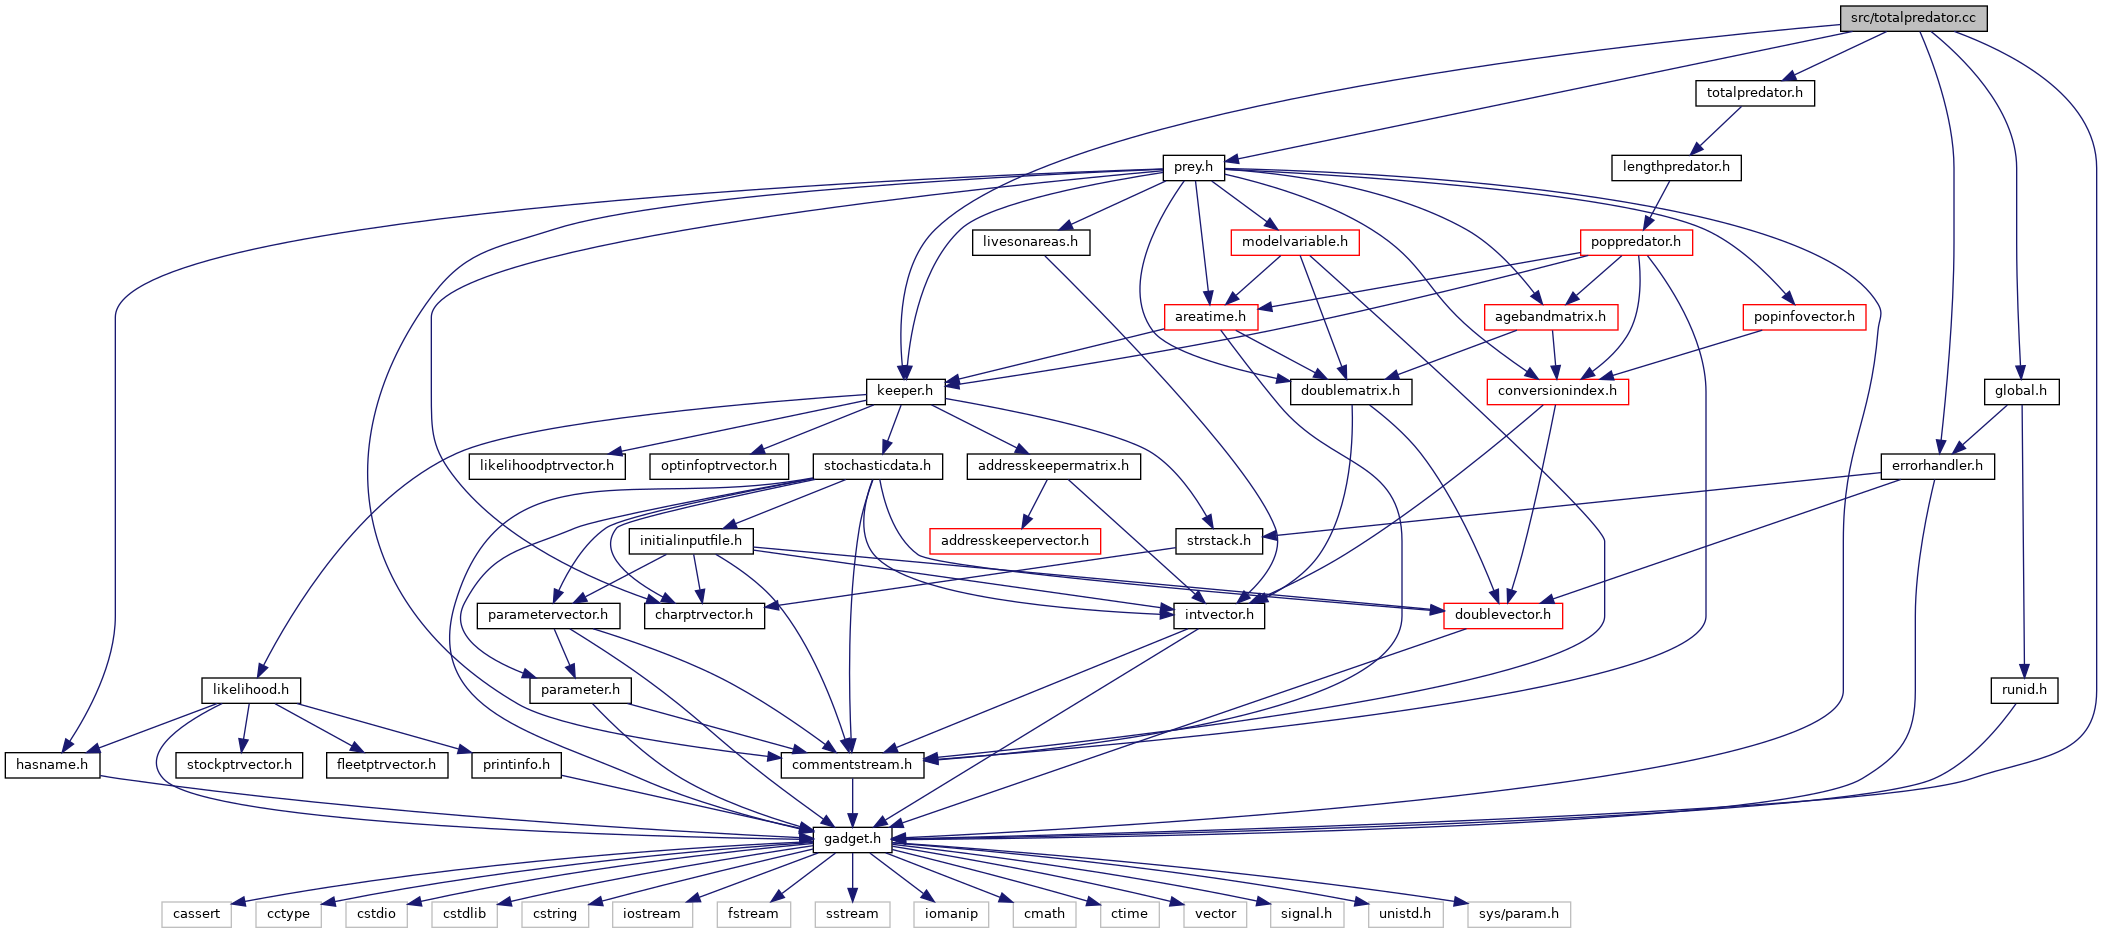 src/totalpredator.cc
totalpredator.h
prey.h
lengthpredator.h
livesonareas.h
modelvariable.h
poppredator.h
areatime.h
agebandmatrix.h
popinfovector.h
keeper.h
doublematrix.h
conversionindex.h
global.h
likelihoodptrvector.h
optinfoptrvector.h
stochasticdata.h
addresskeepermatrix.h
errorhandler.h
initialinputfile.h
addresskeepervector.h
strstack.h
parametervector.h
charptrvector.h
intvector.h
doublevector.h
likelihood.h
parameter.h
runid.h
hasname.h
stockptrvector.h
fleetptrvector.h
printinfo.h
commentstream.h
gadget.h
cassert
cctype
cstdio
cstdlib
cstring
iostream
fstream
sstream
iomanip
cmath
ctime
vector
signal.h
unistd.h
sys/param.h